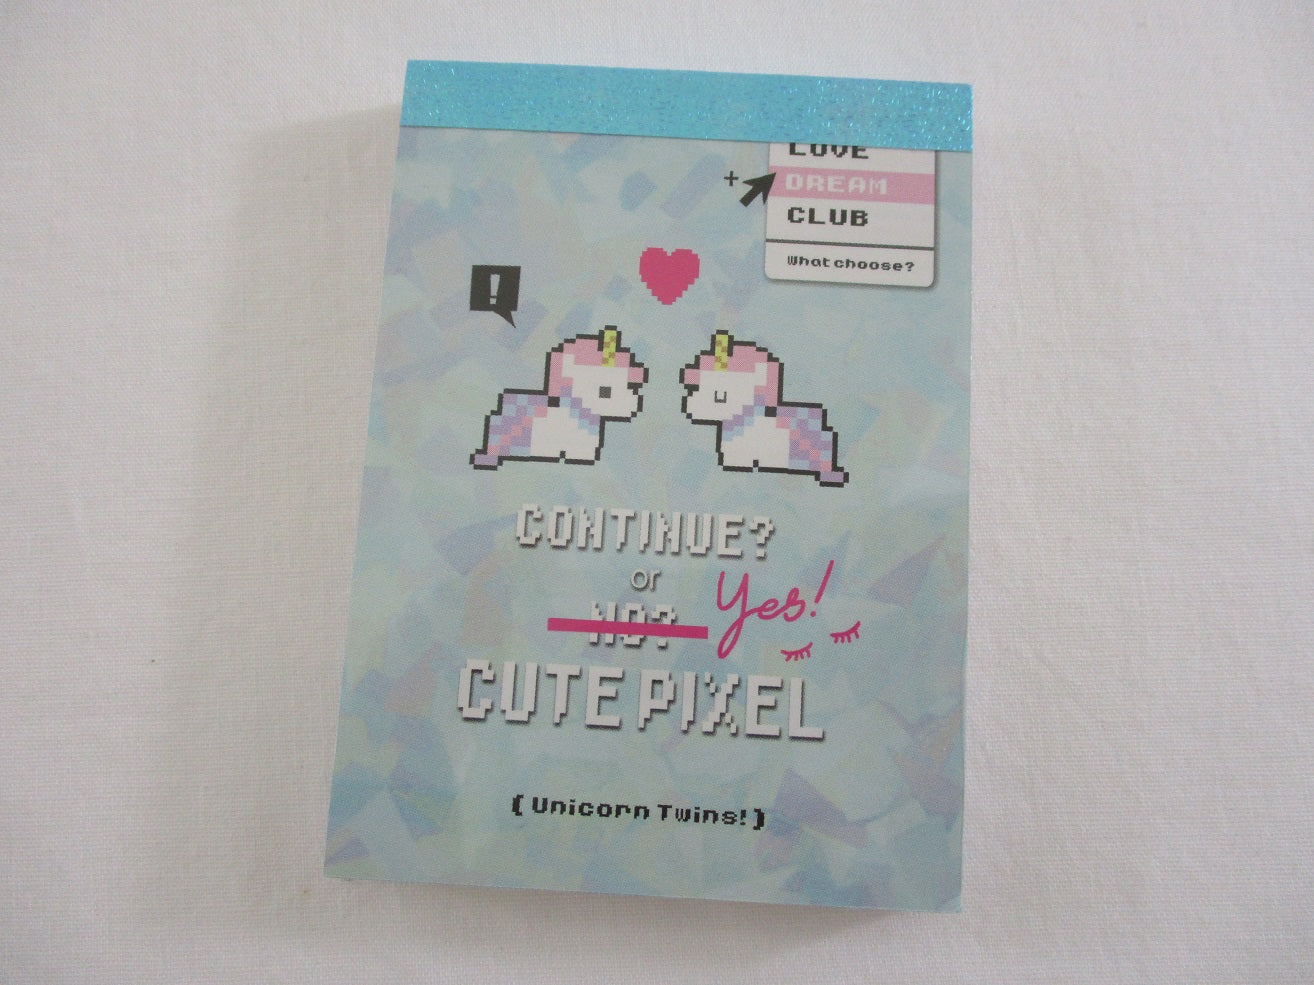 LOVE
DREAM
CLUB
What choose?
!
CONTINUE?
or
NO? Yes!
CUTE PIXEL
( Unicorn Twins! )